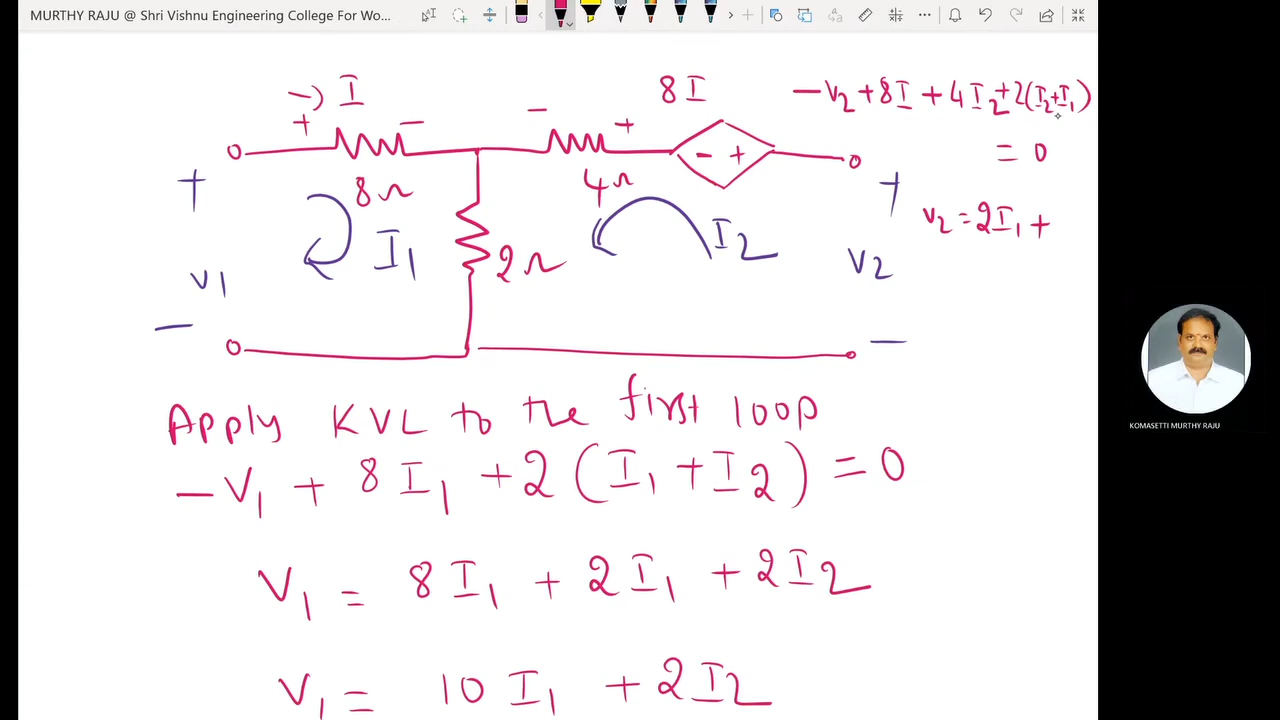 MURTHY RAJU @ Shri Vishnu Engineering College For Wo...
-> I
8I
-V2 + 8I + 4I2 + 2(I2+I1)
= 0
+ - - +
- +
8Ω 4Ω
+ I1 2Ω I2 +
V2 = 2I1 +
V1 V2
- -
Apply KVL to the first loop
-V1 + 8I1 + 2(I1 + I2) = 0
V1 = 8I1 + 2I1 + 2I2
V1 = 10I1 + 2I2
KOMASETTI MURTHY RAJU